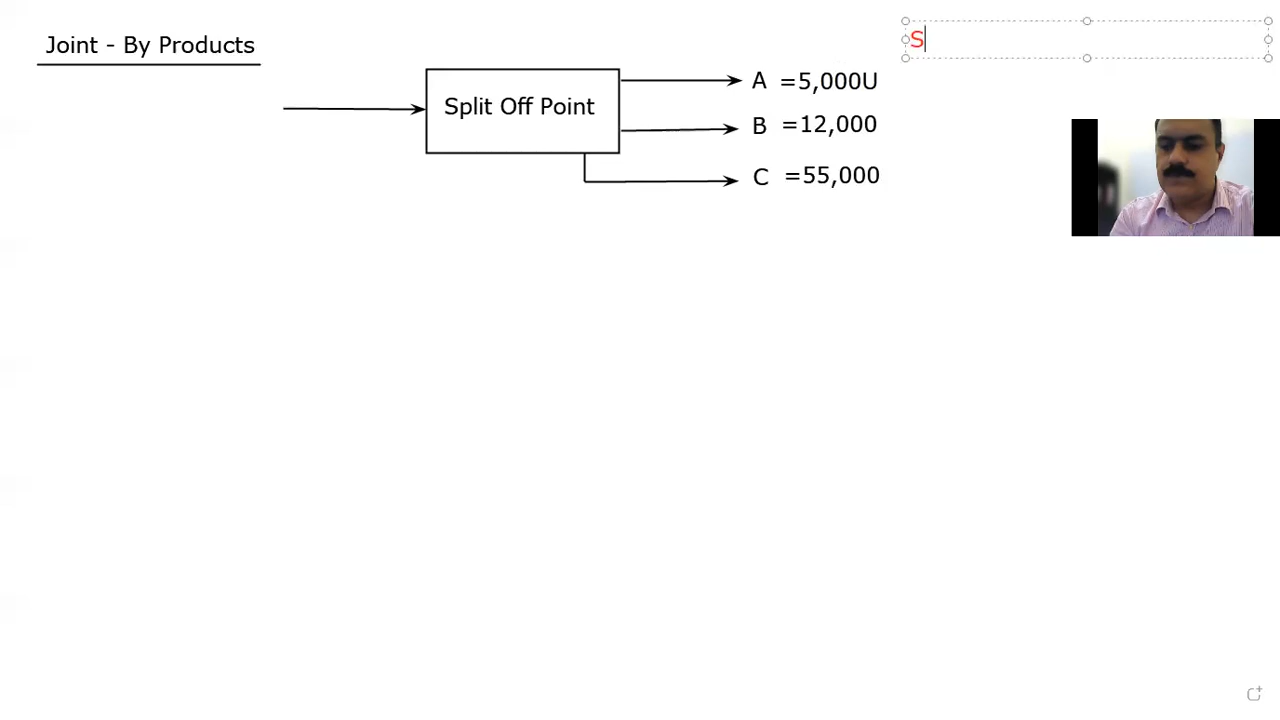 Joint - By Products
S
Split Off Point
A =5,000U
B =12,000
C =55,000